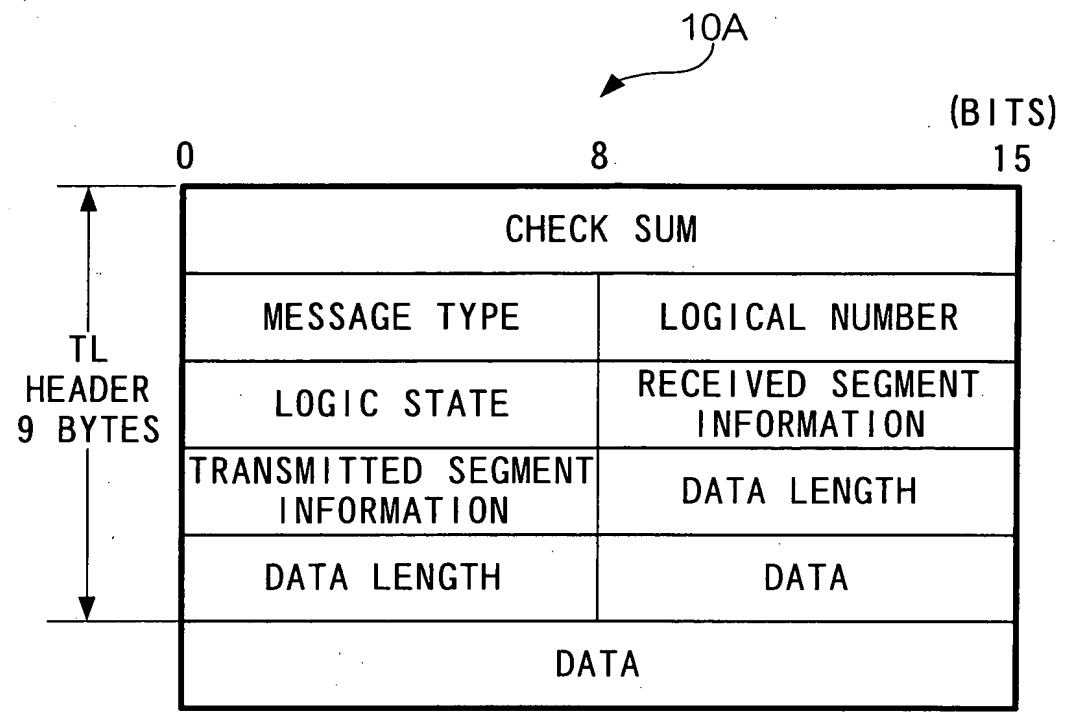 10A
(BITS)
0 8 15
CHECK SUM
MESSAGE TYPE
LOGICAL NUMBER
TL
HEADER
9 BYTES
LOGIC STATE
RECEIVED SEGMENT
INFORMATION
TRANSMITTED SEGMENT
INFORMATION
DATA LENGTH
DATA LENGTH
DATA
DATA